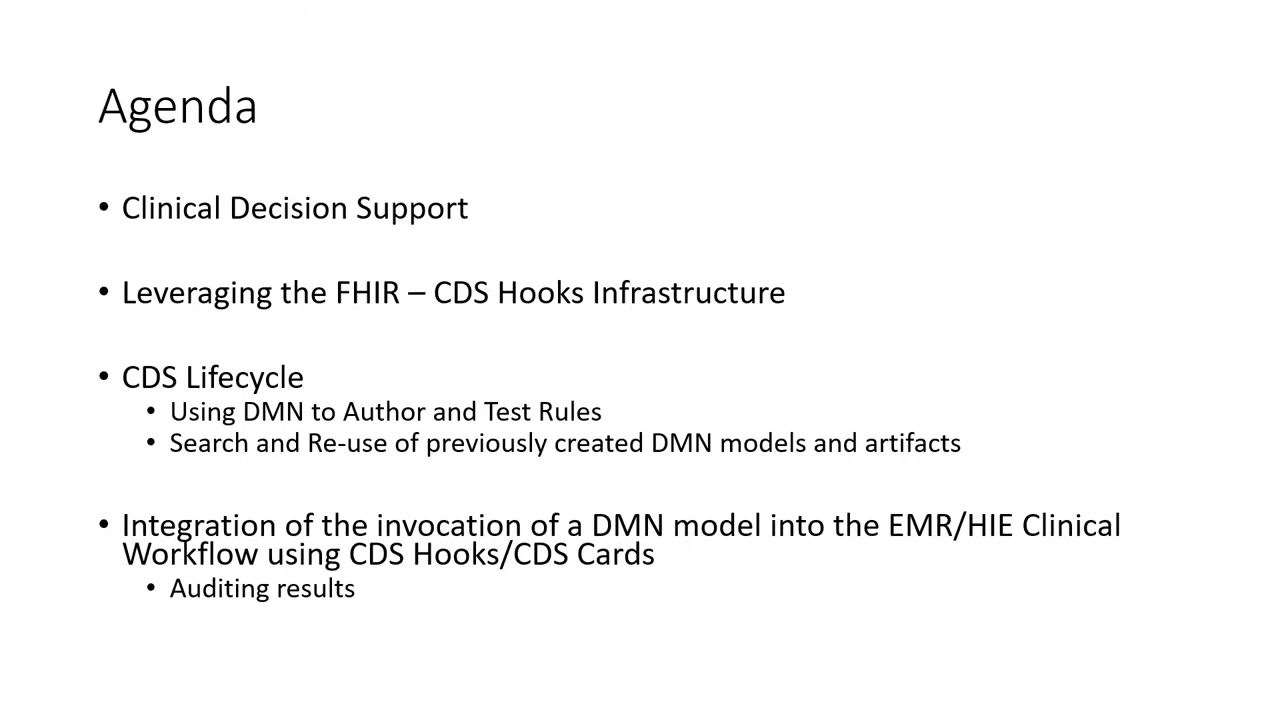 Agenda
• Clinical Decision Support
• Leveraging the FHIR – CDS Hooks Infrastructure
• CDS Lifecycle
• Using DMN to Author and Test Rules
• Search and Re-use of previously created DMN models and artifacts
• Integration of the invocation of a DMN model into the EMR/HIE Clinical
Workflow using CDS Hooks/CDS Cards
• Auditing results